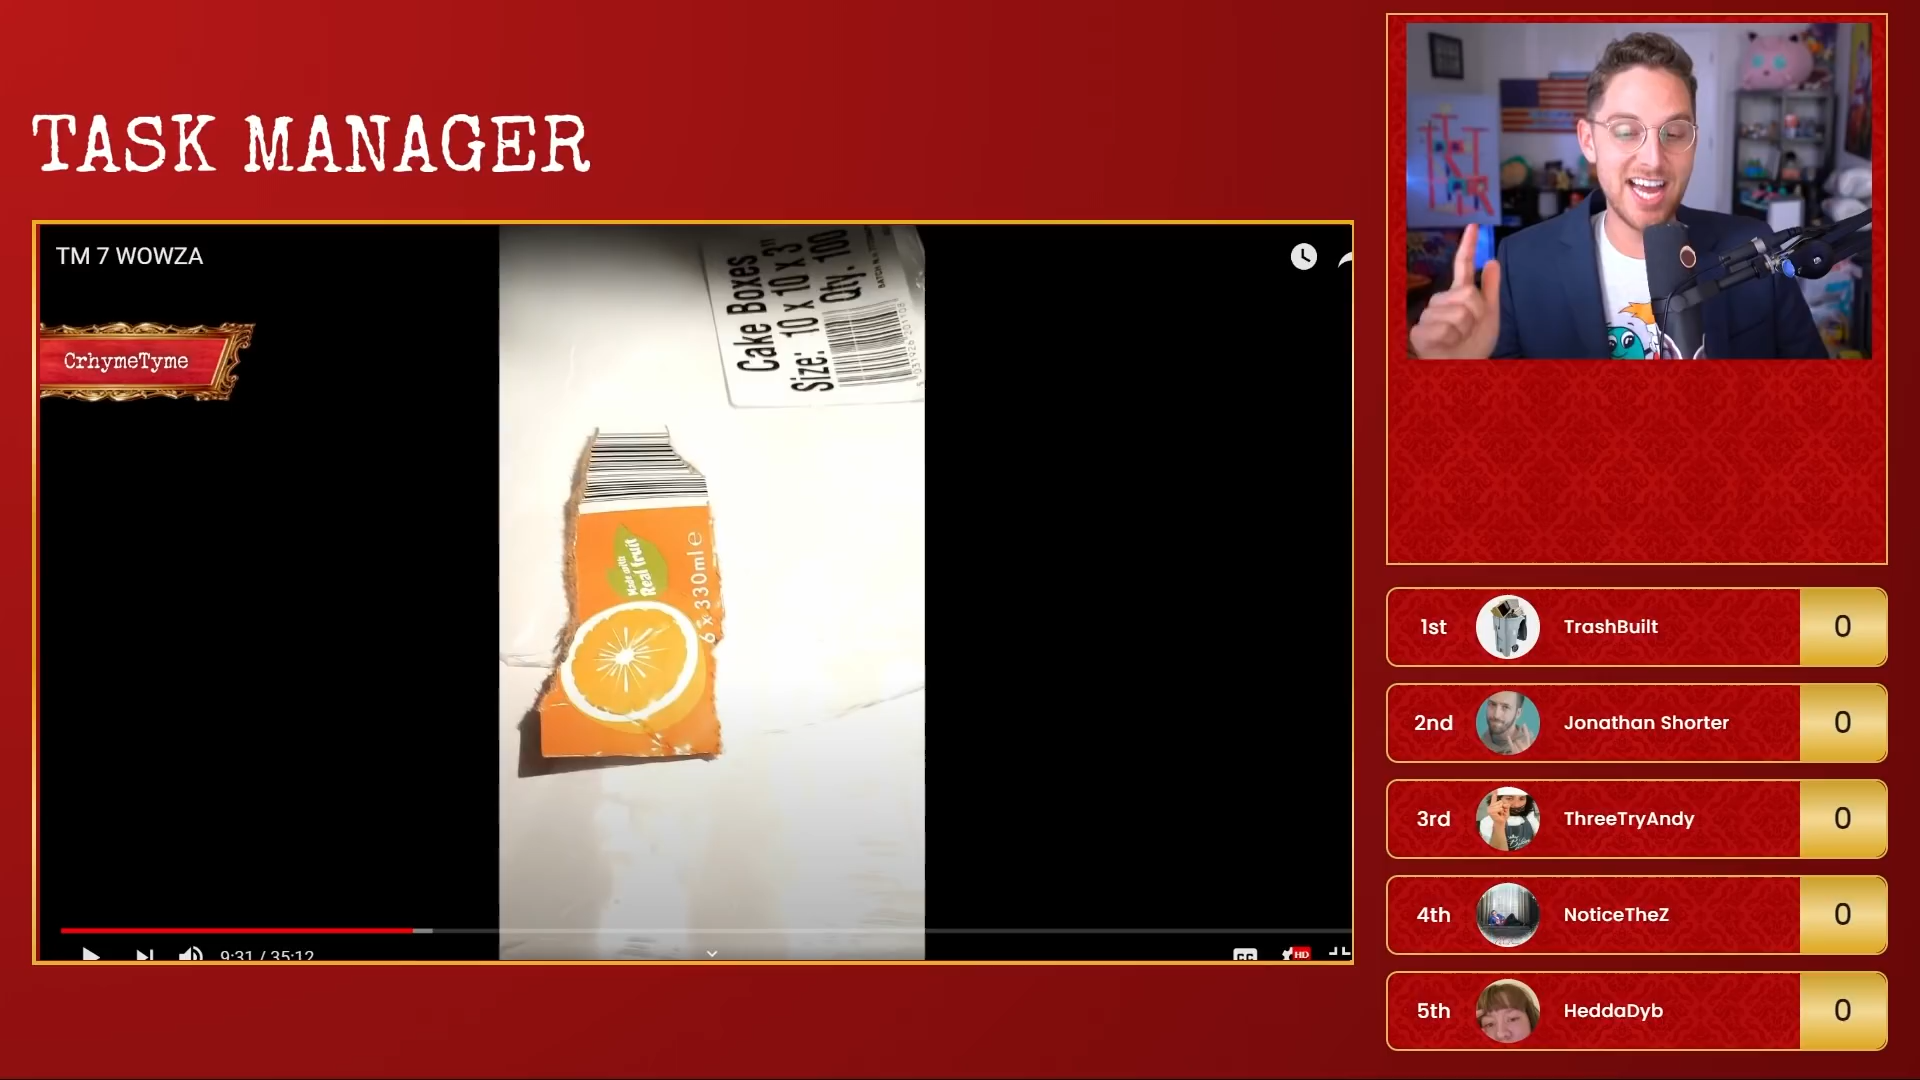 TASK MANAGER
TM 7 WOWZA
CrhymeTyme
Cake Boxes
Size: 10 x 10 x 3"
Qty. 100
Made with
Real fruit
6 x 330ml e
9:31 / 35:12
CC
HD
1st TrashBuilt 0
2nd Jonathan Shorter 0
3rd ThreeTryAndy 0
4th NoticeTheZ 0
5th HeddaDyb 0